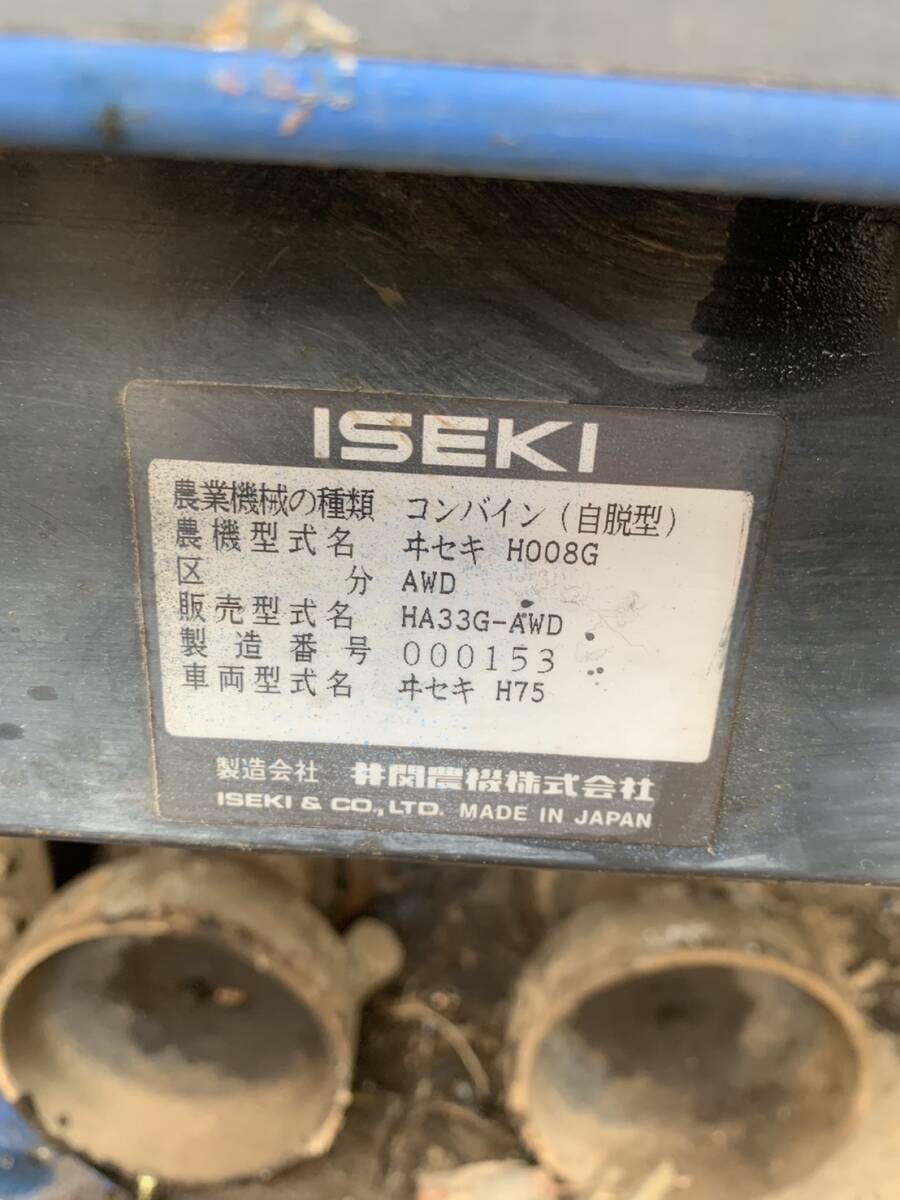 ISEKI
農業機械の種類 コンバイン(自脱型)
農機型式名 ヰセキ H008G
区分 AWD
販売型式名 HA33G-AWD
製造番号 000153
車両型式名 ヰセキ H75
製造会社 井関農機株式会社
ISEKI & CO., LTD. MADE IN JAPAN